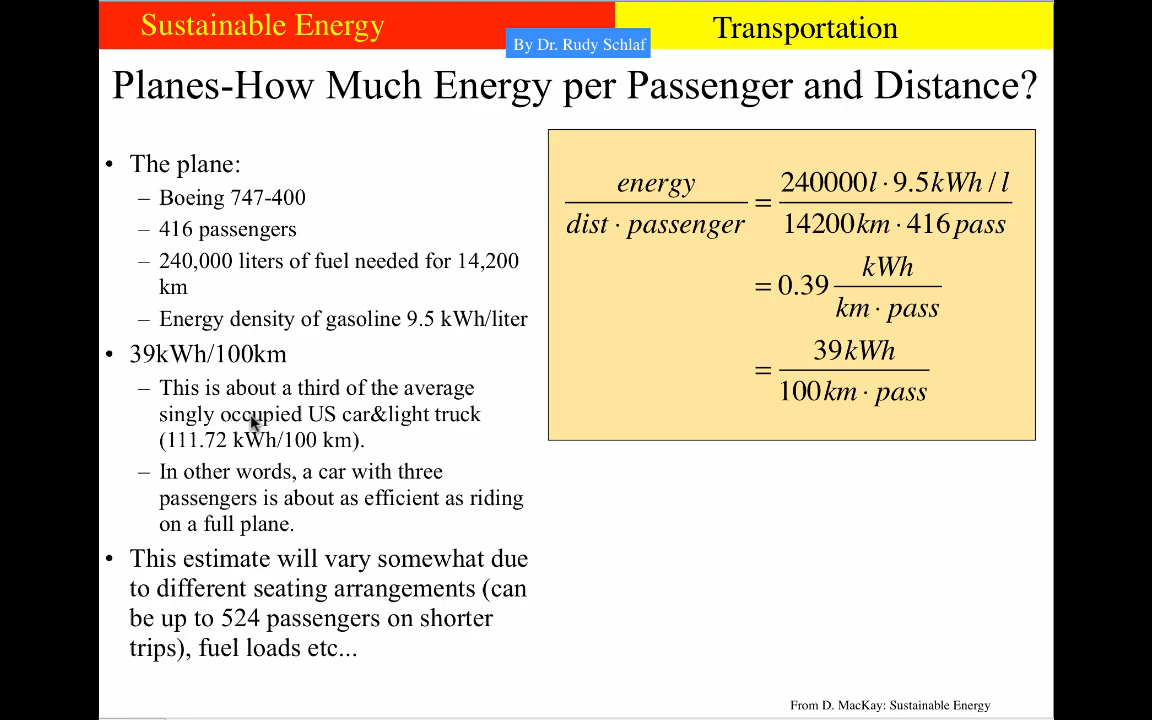 Sustainable Energy
Transportation
By Dr. Rudy Schlaf
Planes-How Much Energy per Passenger and Distance?
• The plane:
– Boeing 747-400
– 416 passengers
– 240,000 liters of fuel needed for 14,200
km
– Energy density of gasoline 9.5 kWh/liter
• 39kWh/100km
– This is about a third of the average
singly occupied US car&light truck
(111.72 kWh/100 km).
– In other words, a car with three
passengers is about as efficient as riding
on a full plane.
• This estimate will vary somewhat due
to different seating arrangements (can
be up to 524 passengers on shorter
trips), fuel loads etc...
energy / dist · passenger = 240000l · 9.5kWh / l / 14200km · 416 pass
= 0.39 kWh / km · pass
= 39kWh / 100km · pass
From D. MacKay: Sustainable Energy